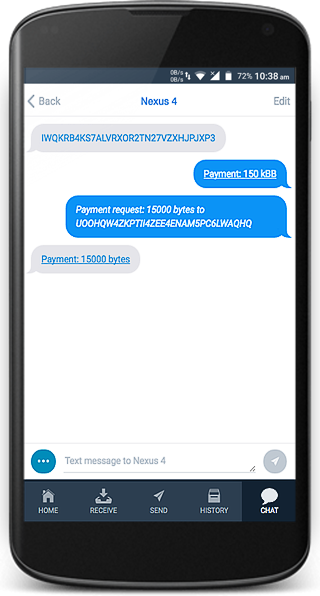 0B/s
0B/s
72% 10:38 am
Back Nexus 4 Edit
IWQKRB4KS7ALVRXOR2TN27VZXHJPJXP3
Payment: 150 kBB
Payment request: 15000 bytes to
UOOHQW4ZKPTII4ZEE4ENAM5PC6LWAQHQ
Payment: 15000 bytes
Text message to Nexus 4
HOME RECEIVE SEND HISTORY CHAT